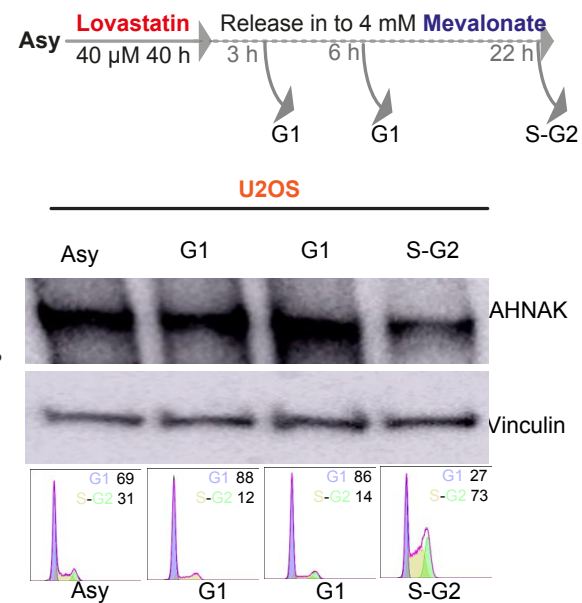 Lovastatin Release in to 4 mM Mevalonate
Asy
40 µM 40 h 3 h 6 h 22 h
G1 G1 S-G2
U2OS
Asy G1 G1 S-G2
AHNAK
Vinculin
G1 69 G1 88 G1 86 G1 27
S-G2 31 S-G2 12 S-G2 14 S-G2 73
Asy G1 G1 S-G2